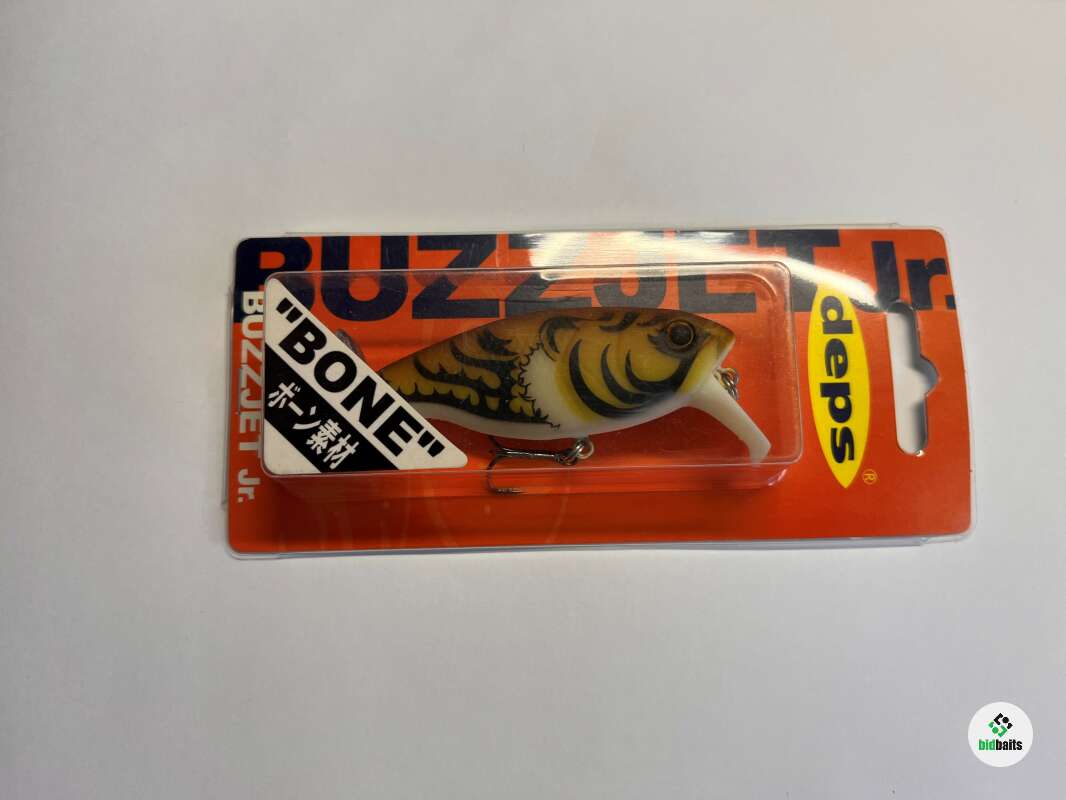 BUZZJET Jr.
BUZZJET Jr.
"BONE"
ボーン素材
deps
®
bidbaits